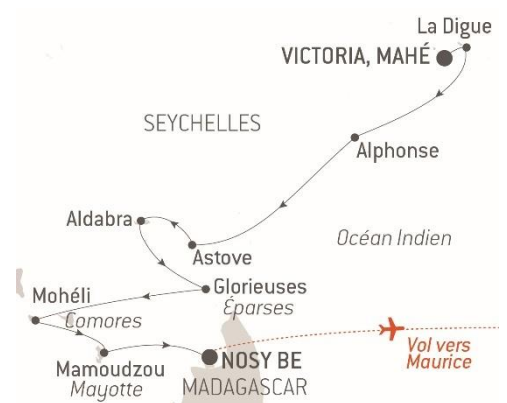 La Digue
VICTORIA, MAHÉ
SEYCHELLES
Alphonse
Aldabra
Océan Indien
Astove
Glorieuses
Éparses
Mohéli
Comores
Vol vers
Maurice
NOSY BE
Mamoudzou
Mayotte
MADAGASCAR